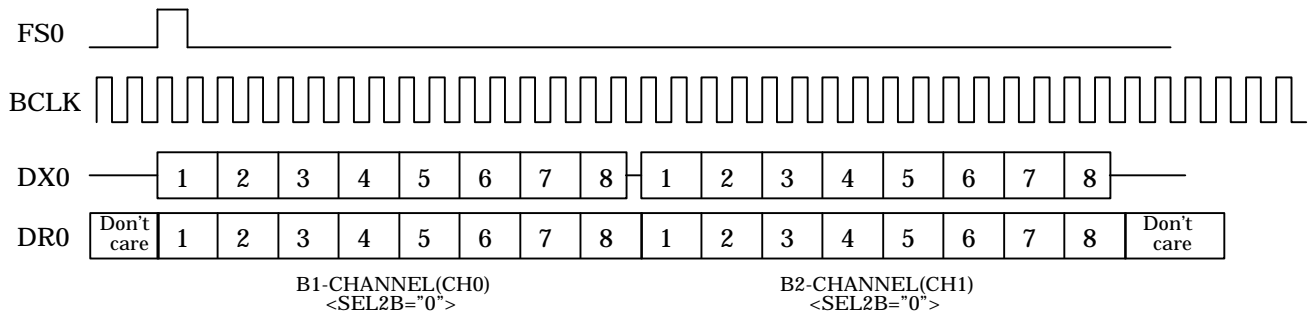 FS0
BCLK
DX0 1 2 3 4 5 6 7 8 1 2 3 4 5 6 7 8
DR0 Don't care 1 2 3 4 5 6 7 8 1 2 3 4 5 6 7 8 Don't care
B1-CHANNEL(CH0) B2-CHANNEL(CH1)
<SEL2B="0"> <SEL2B="0">